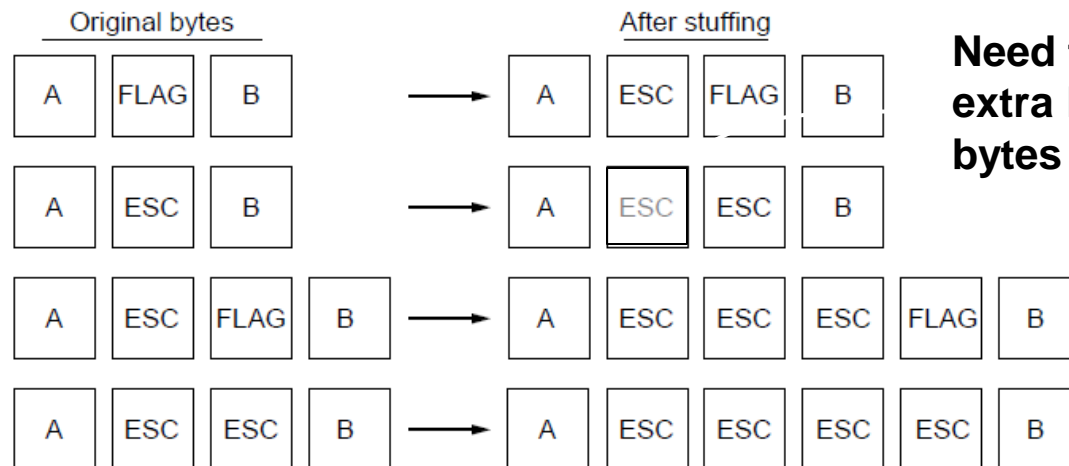 Original bytes After stuffing
Need
extra
bytes
A FLAG B A ESC FLAG B
A ESC B A ESC ESC B
A ESC FLAG B A ESC ESC ESC FLAG B
A ESC ESC B A ESC ESC ESC ESC B